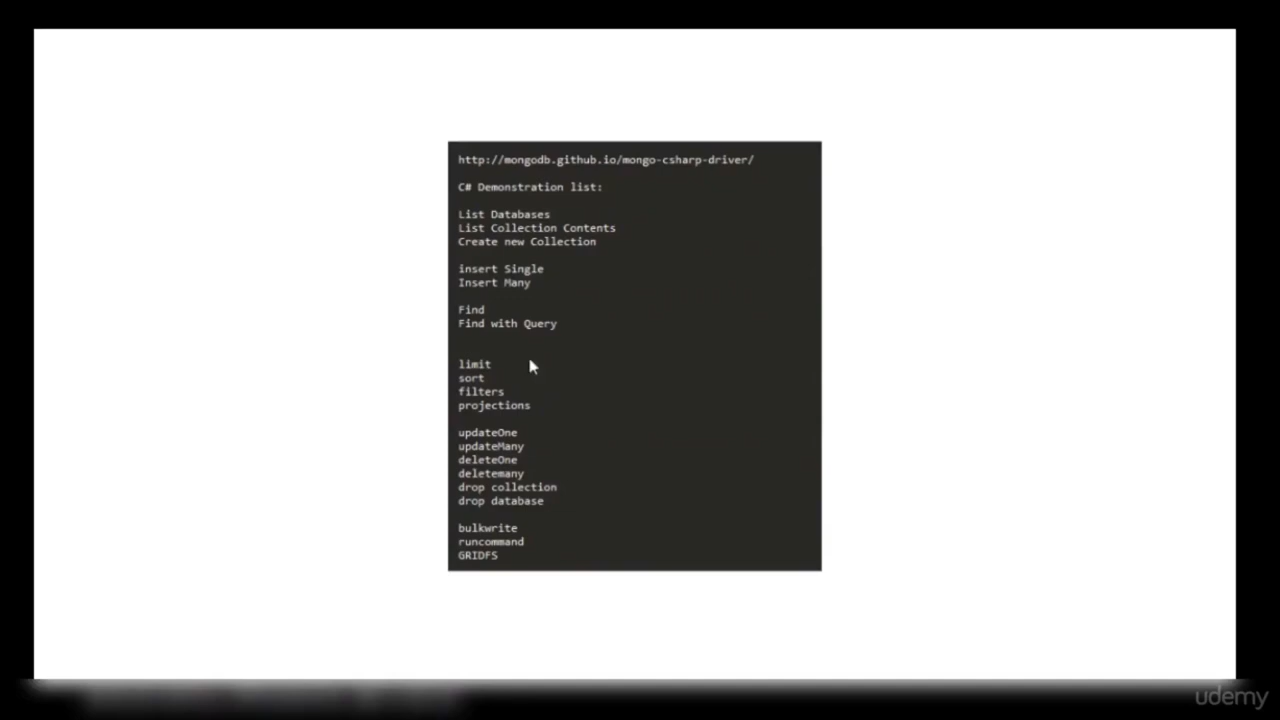 http://mongodb.github.io/mongo-csharp-driver/
C# Demonstration list:
List Databases
List Collection Contents
Create new Collection
insert Single
Insert Many
Find
Find with Query
limit
sort
filters
projections
updateOne
updateMany
deleteOne
deletemany
drop collection
drop database
bulkwrite
runcommand
GRIDFS
udemy